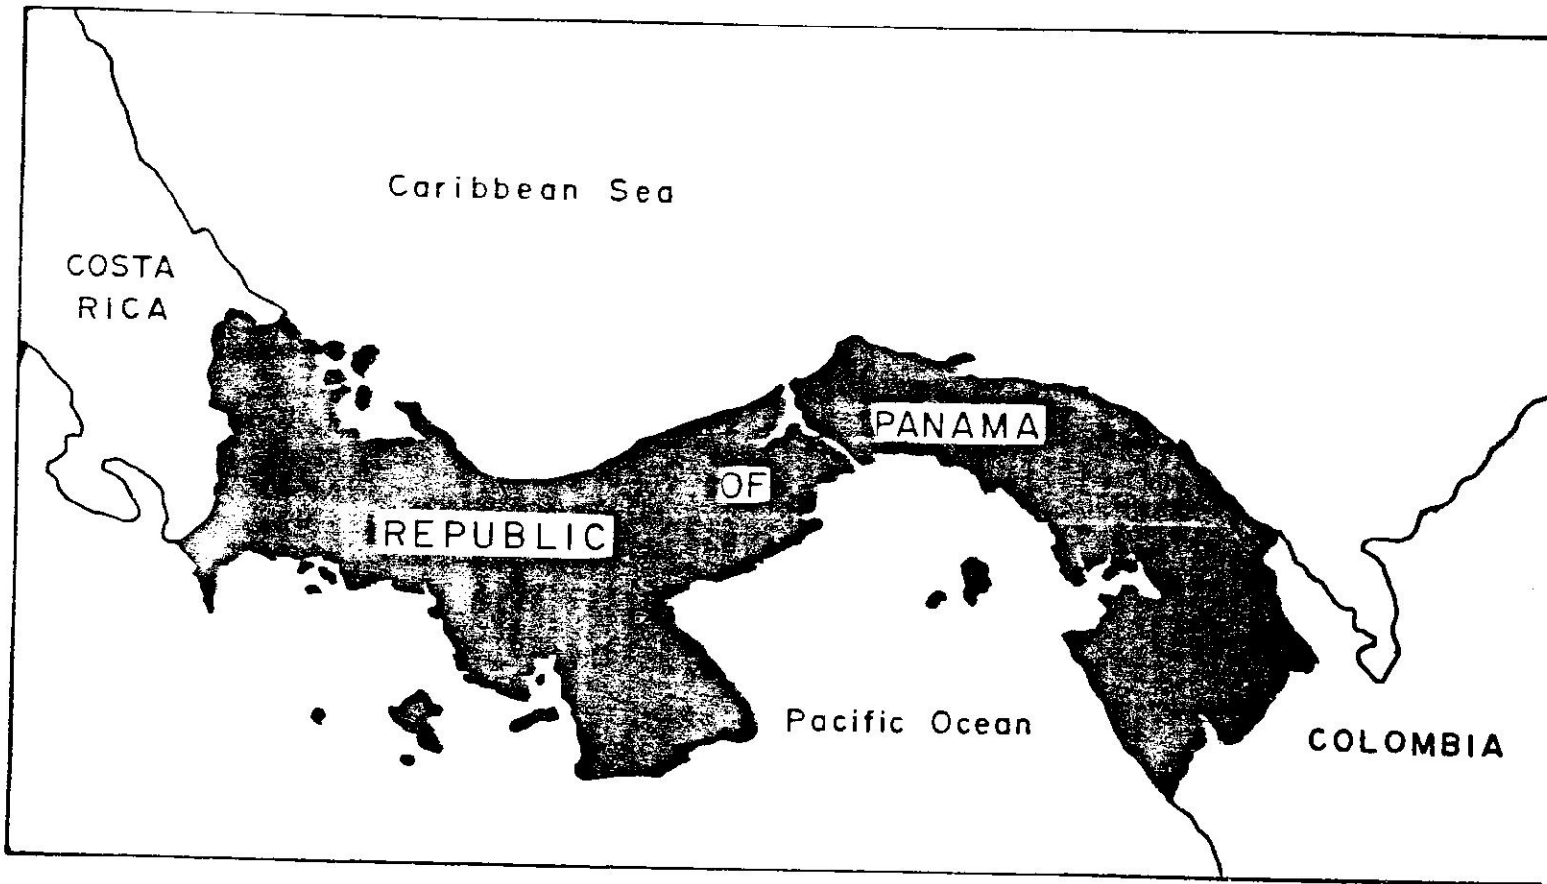 Caribbean Sea
COSTA
RICA
PANAMA
OF
REPUBLIC
Pacific Ocean
COLOMBIA